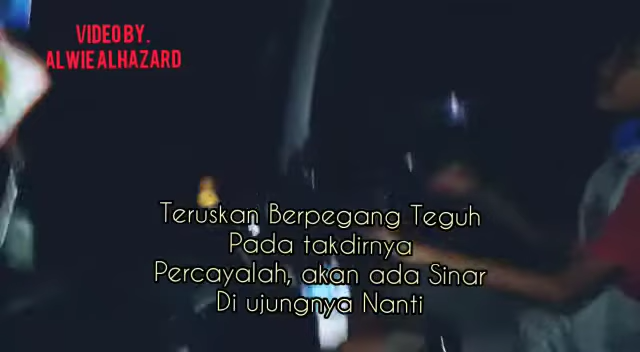 VIDEO BY.
ALWIE ALHAZARD
Teruskan Berpegang Teguh
Pada takdirnya
Percayalah, akan ada Sinar
Di ujungnya Nanti